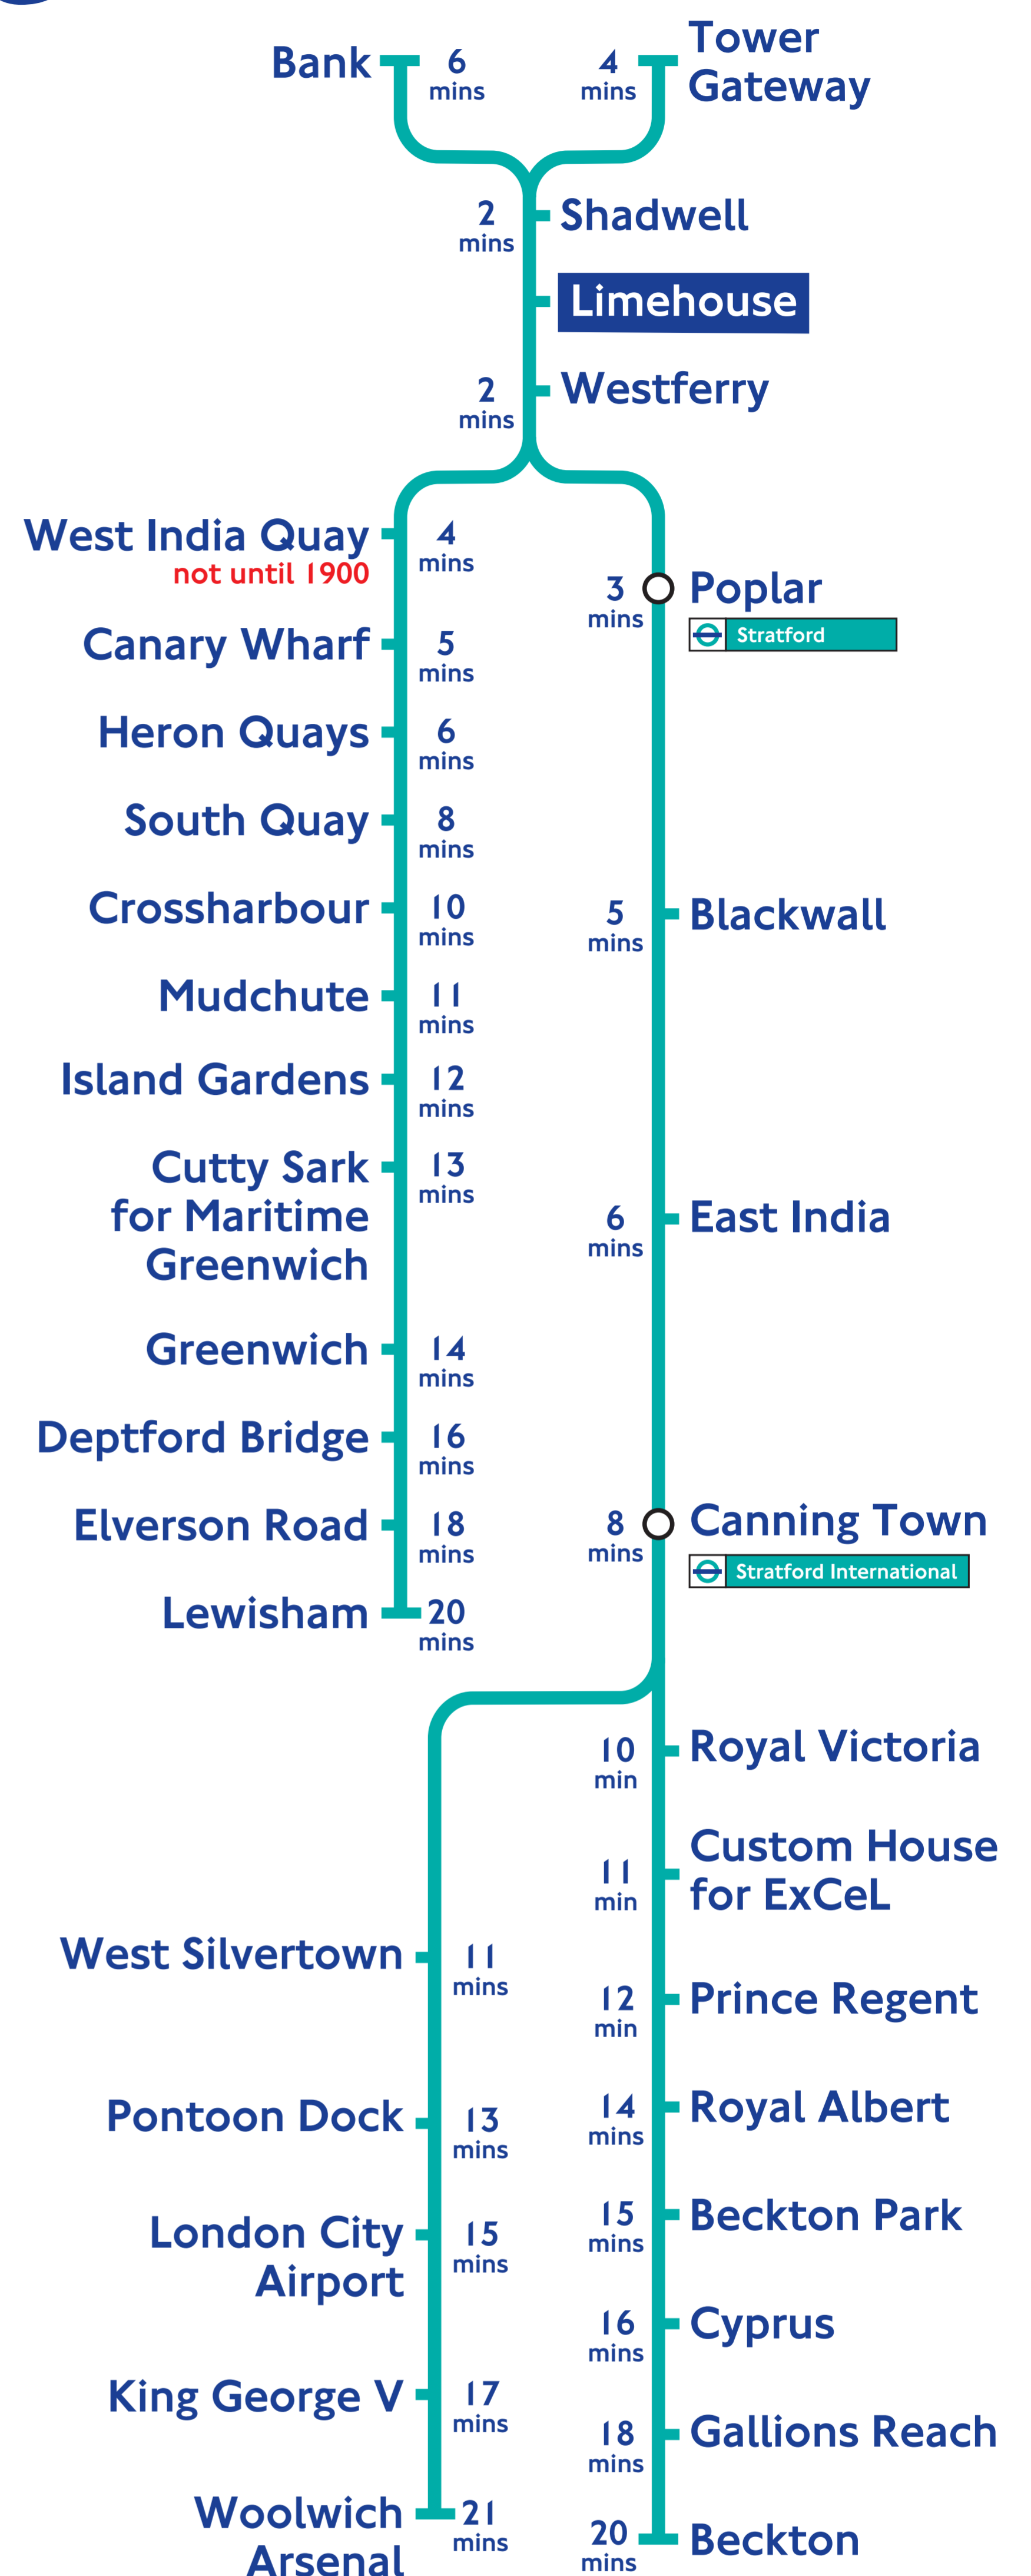 Bank
6
mins
4
mins
Tower
Gateway
2
mins
Shadwell
Limehouse
2
mins
Westferry
West India Quay
not until 1900
4
mins
3
mins
Poplar
Stratford
Canary Wharf
5
mins
Heron Quays
6
mins
South Quay
8
mins
Crossharbour
10
mins
5
mins
Blackwall
Mudchute
11
mins
Island Gardens
12
mins
Cutty Sark
for Maritime
Greenwich
13
mins
6
mins
East India
Greenwich
14
mins
Deptford Bridge
16
mins
Elverson Road
18
mins
8
mins
Canning Town
Stratford International
Lewisham
20
mins
10
min
Royal Victoria
11
min
Custom House
for ExCeL
West Silvertown
11
mins
12
min
Prince Regent
Pontoon Dock
13
mins
14
mins
Royal Albert
London City
Airport
15
mins
15
mins
Beckton Park
16
mins
Cyprus
King George V
17
mins
18
mins
Gallions Reach
Woolwich
Arsenal
21
mins
20
mins
Beckton